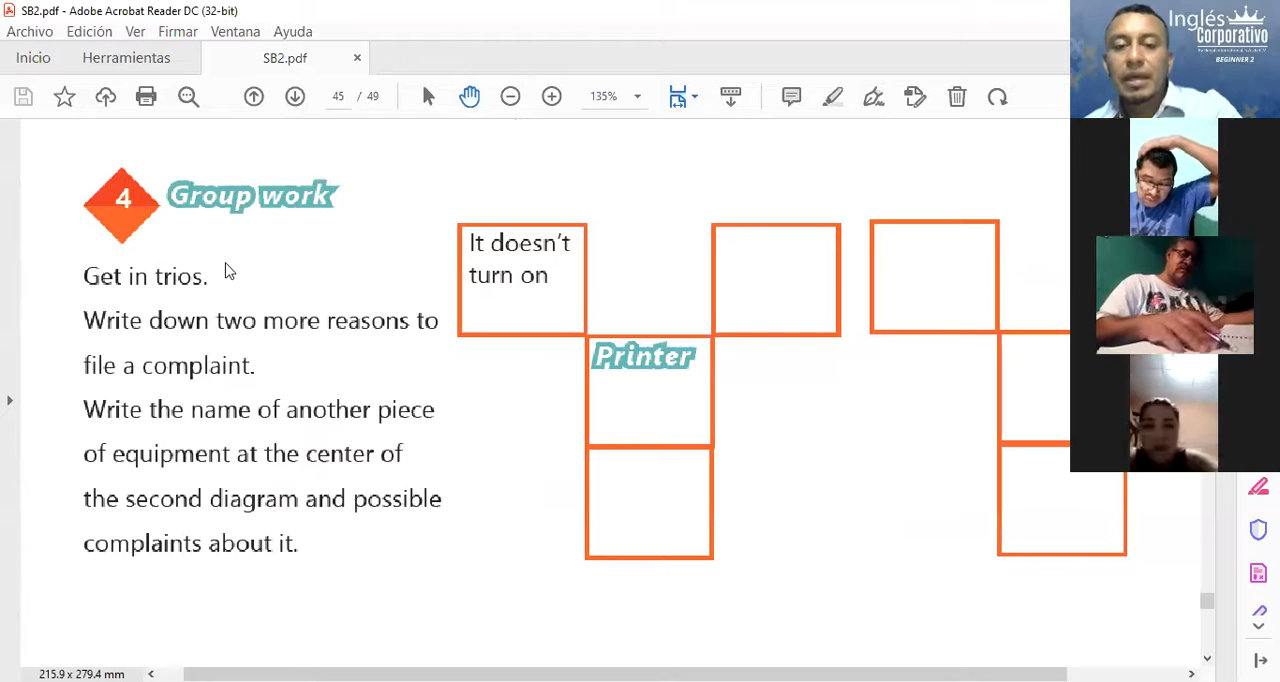 SB2.pdf - Adobe Acrobat Reader DC (32-bit)
Archivo Edición Ver Firmar Ventana Ayuda
Inicio Herramientas SB2.pdf ×
45 / 49 135%
Inglés
Corporativo
BEGINNER 2
4 Group work
Get in trios.
Write down two more reasons to
file a complaint.
Write the name of another piece
of equipment at the center of
the second diagram and possible
complaints about it.
It doesn't
turn on
Printer
215.9 x 279.4 mm